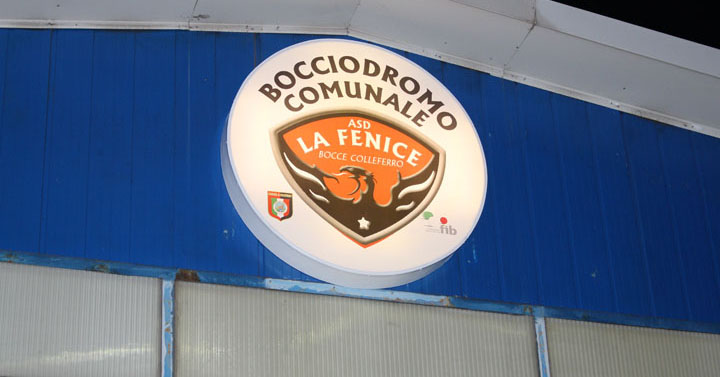 BOCCIODROMO
COMUNALE
ASD
LA FENICE
BOCCE COLLEFERRO
fib